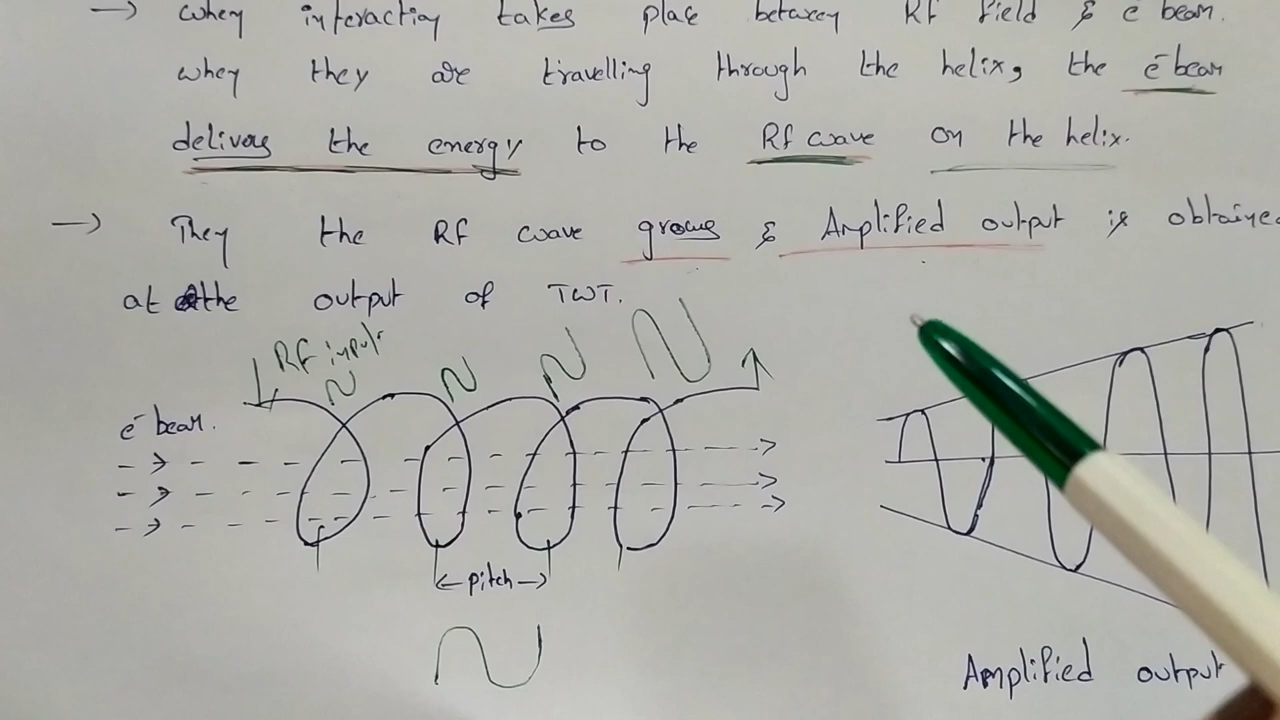 → When interaction takes place between RF field & e⁻ beam.
when they are travelling through the helix, the e⁻ beam
delivers the energy to the RF wave on the helix.
→ Then the RF wave grows & Amplified output is obtained
at the output of TWT.
RF input
e⁻ beam.
←pitch→
Amplified output